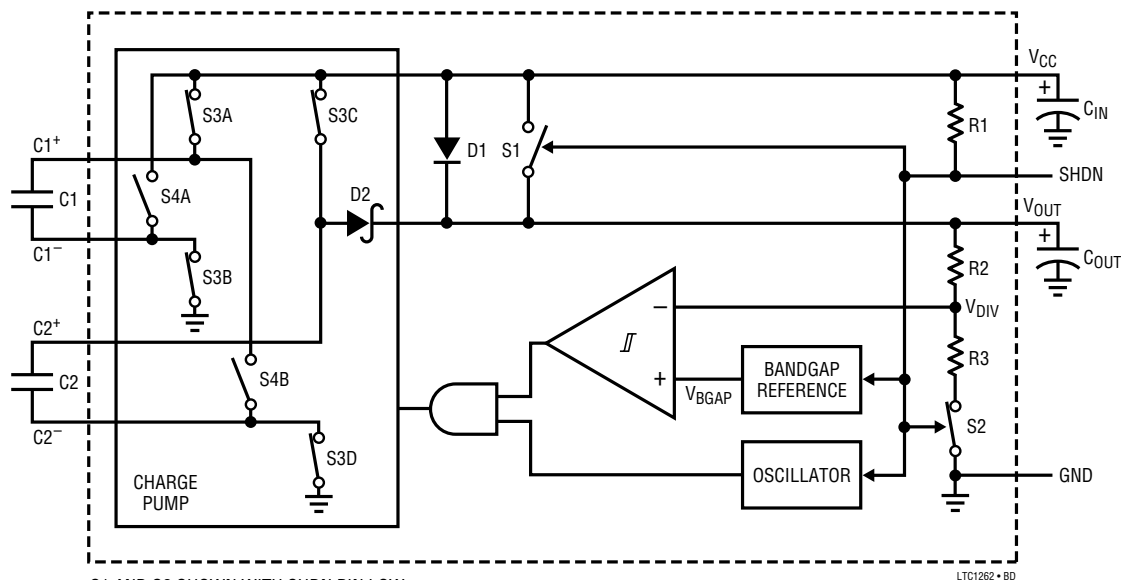 VCC
+
CIN
S3A
S3C
R1
C1+
D1
S1
SHDN
C1
S4A
D2
VOUT
+
C1−
COUT
S3B
R2
−
VDIV
C2+
R3
C2
S4B
+
VBGAP
BANDGAP
REFERENCE
S2
C2−
S3D
OSCILLATOR
GND
CHARGE
PUMP
LTC1262 • BD